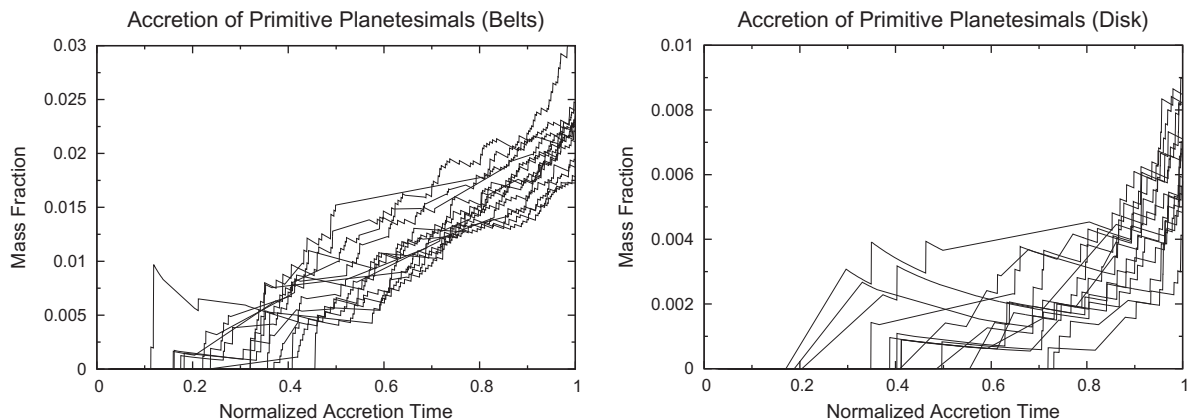 Accretion of Primitive Planetesimals (Belts)
0.03
0.025
0.02
0.015
0.01
0.005
0
Mass Fraction
0 0.2 0.4 0.6 0.8 1
Normalized Accretion Time
Accretion of Primitive Planetesimals (Disk)
0.01
0.008
0.006
0.004
0.002
0
Mass Fraction
0 0.2 0.4 0.6 0.8 1
Normalized Accretion Time